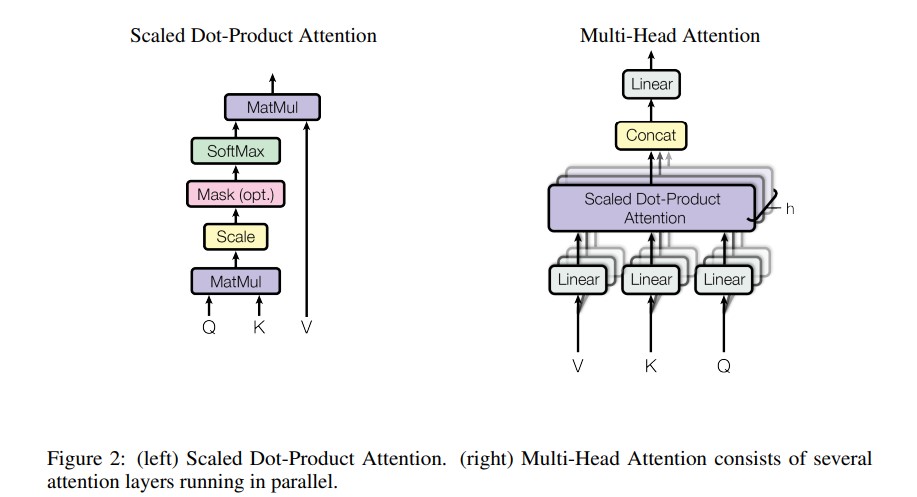 Scaled Dot-Product Attention
MatMul
SoftMax
Mask (opt.)
Scale
MatMul
Q K V
Multi-Head Attention
Linear
Concat
Scaled Dot-Product
Attention
h
Linear Linear Linear
V K Q
Figure 2: (left) Scaled Dot-Product Attention. (right) Multi-Head Attention consists of several
attention layers running in parallel.